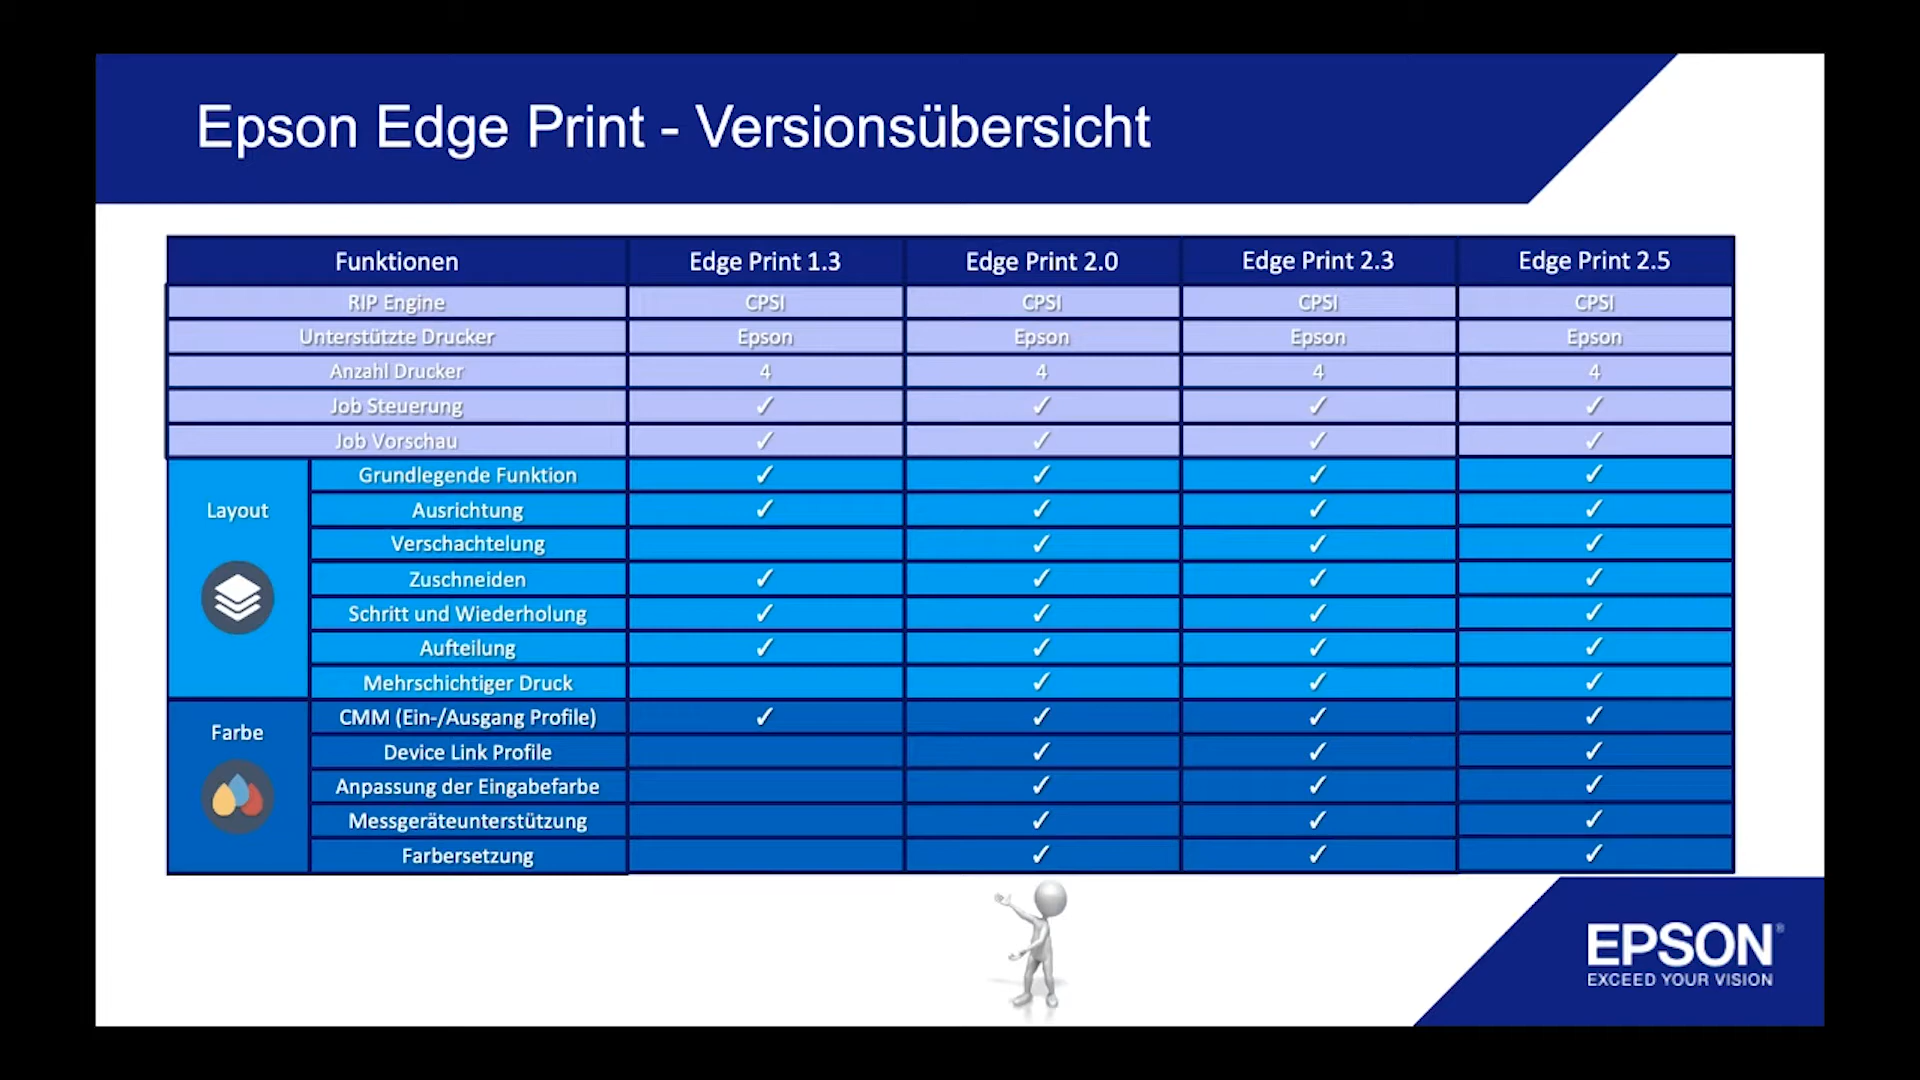 Epson Edge Print - Versionsübersicht
Funktionen Edge Print 1.3 Edge Print 2.0 Edge Print 2.3 Edge Print 2.5
RIP Engine CPSI CPSI CPSI CPSI
Unterstützte Drucker Epson Epson Epson Epson
Anzahl Drucker 4 4 4 4
Job Steuerung ✓ ✓ ✓ ✓
Job Vorschau ✓ ✓ ✓ ✓
Layout
Grundlegende Funktion ✓ ✓ ✓ ✓
Ausrichtung ✓ ✓ ✓ ✓
Verschachtelung ✓ ✓ ✓
Zuschneiden ✓ ✓ ✓ ✓
Schritt und Wiederholung ✓ ✓ ✓ ✓
Aufteilung ✓ ✓ ✓ ✓
Mehrschichtiger Druck ✓ ✓ ✓
Farbe
CMM (Ein-/Ausgang Profile) ✓ ✓ ✓ ✓
Device Link Profile ✓ ✓ ✓
Anpassung der Eingabefarbe ✓ ✓ ✓
Messgeräteunterstützung ✓ ✓ ✓
Farbersetzung ✓ ✓ ✓
EPSON®
EXCEED YOUR VISION